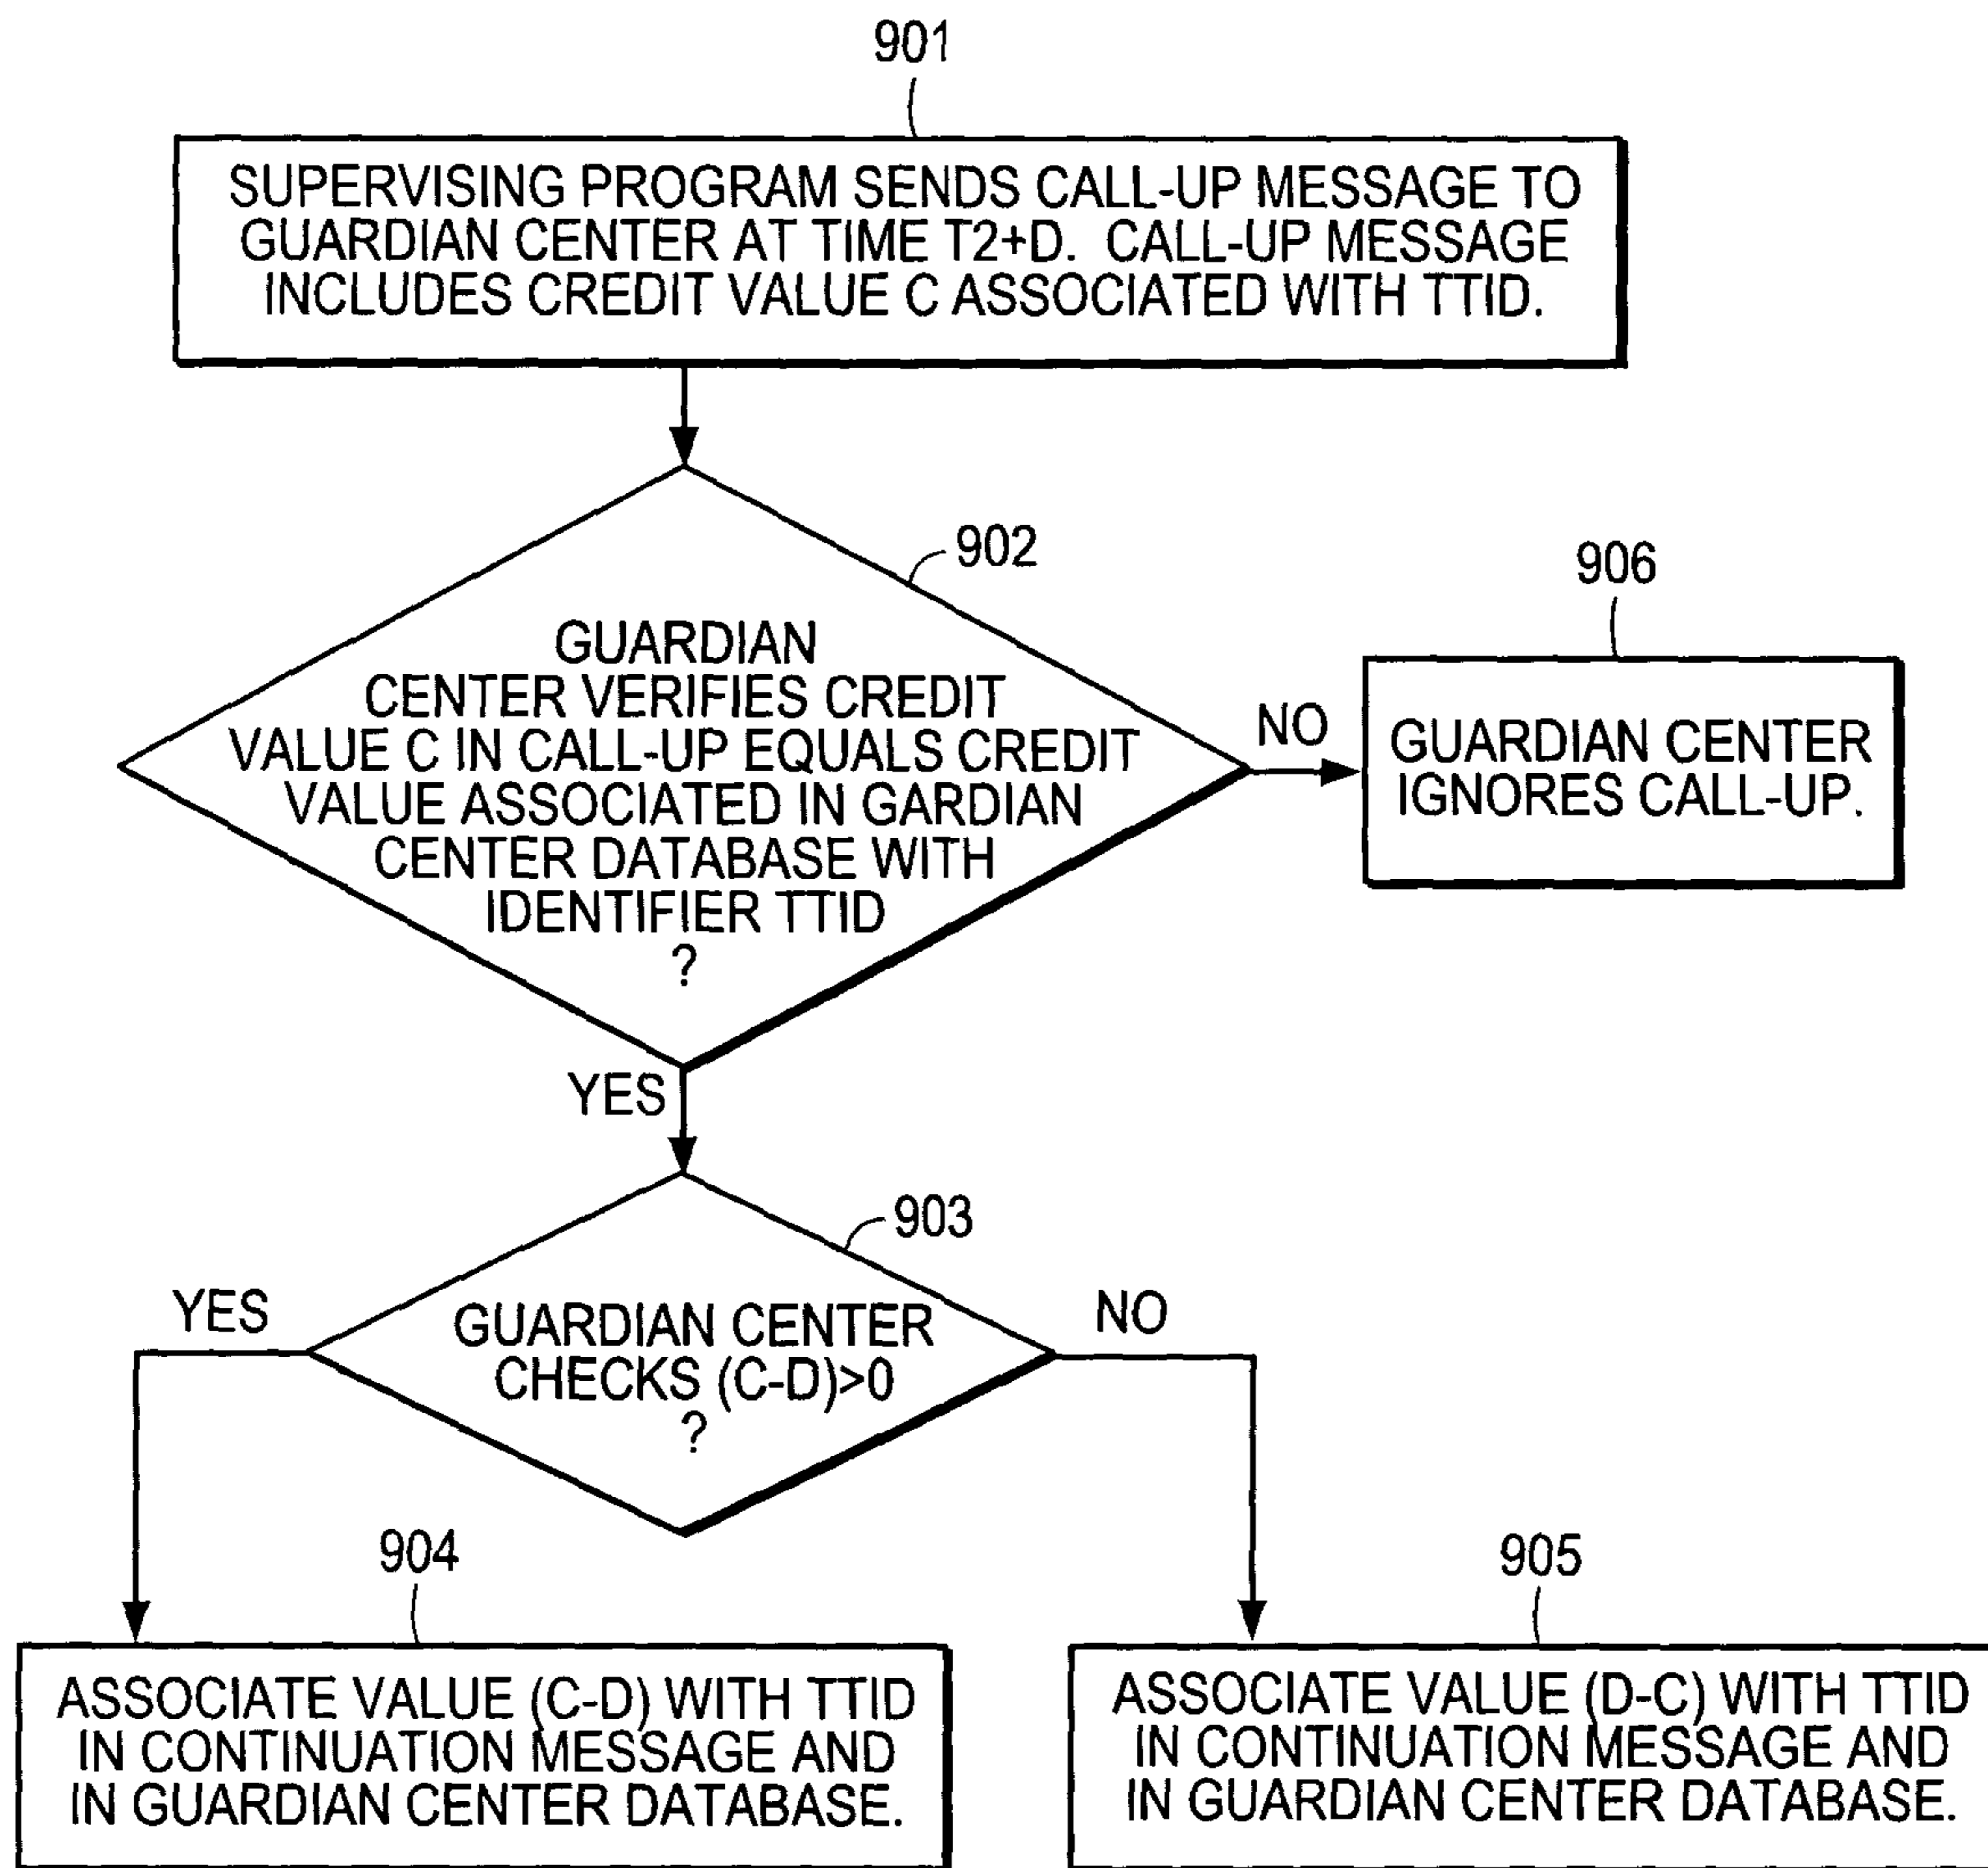 901
SUPERVISING PROGRAM SENDS CALL-UP MESSAGE TO
GUARDIAN CENTER AT TIME T2+D. CALL-UP MESSAGE
INCLUDES CREDIT VALUE C ASSOCIATED WITH TTID.
902
GUARDIAN
CENTER VERIFIES CREDIT
VALUE C IN CALL-UP EQUALS CREDIT
VALUE ASSOCIATED IN GARDIAN
CENTER DATABASE WITH
IDENTIFIER TTID
?
NO
906
GUARDIAN CENTER
IGNORES CALL-UP.
YES
903
GUARDIAN CENTER
CHECKS (C-D)>0
?
YES
NO
904
ASSOCIATE VALUE (C-D) WITH TTID
IN CONTINUATION MESSAGE AND
IN GUARDIAN CENTER DATABASE.
905
ASSOCIATE VALUE (D-C) WITH TTID
IN CONTINUATION MESSAGE AND
IN GUARDIAN CENTER DATABASE.